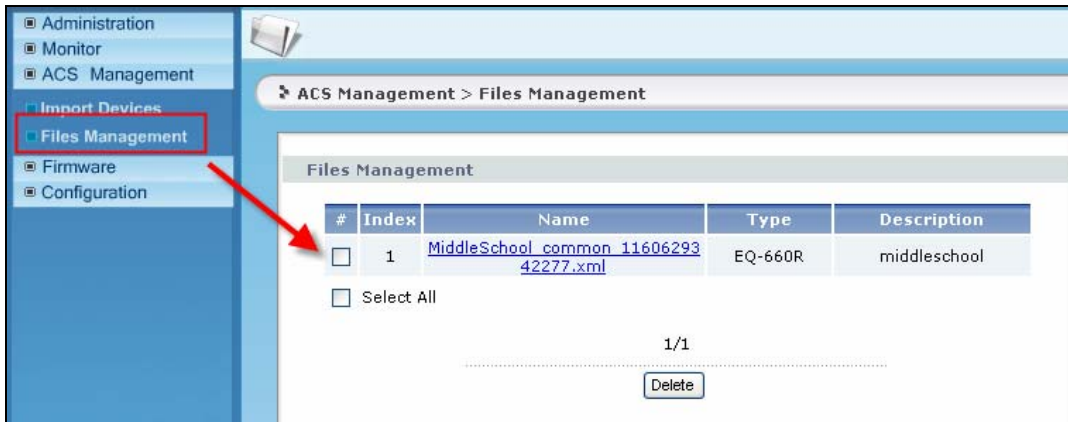 Administration
Monitor
ACS Management
Import Devices
Files Management
Firmware
Configuration
ACS Management > Files Management
Files Management
# Index Name Type Description
1 MiddleSchool_common_11606293 EQ-660R middleschool
42277.xml
Select All
1/1
Delete